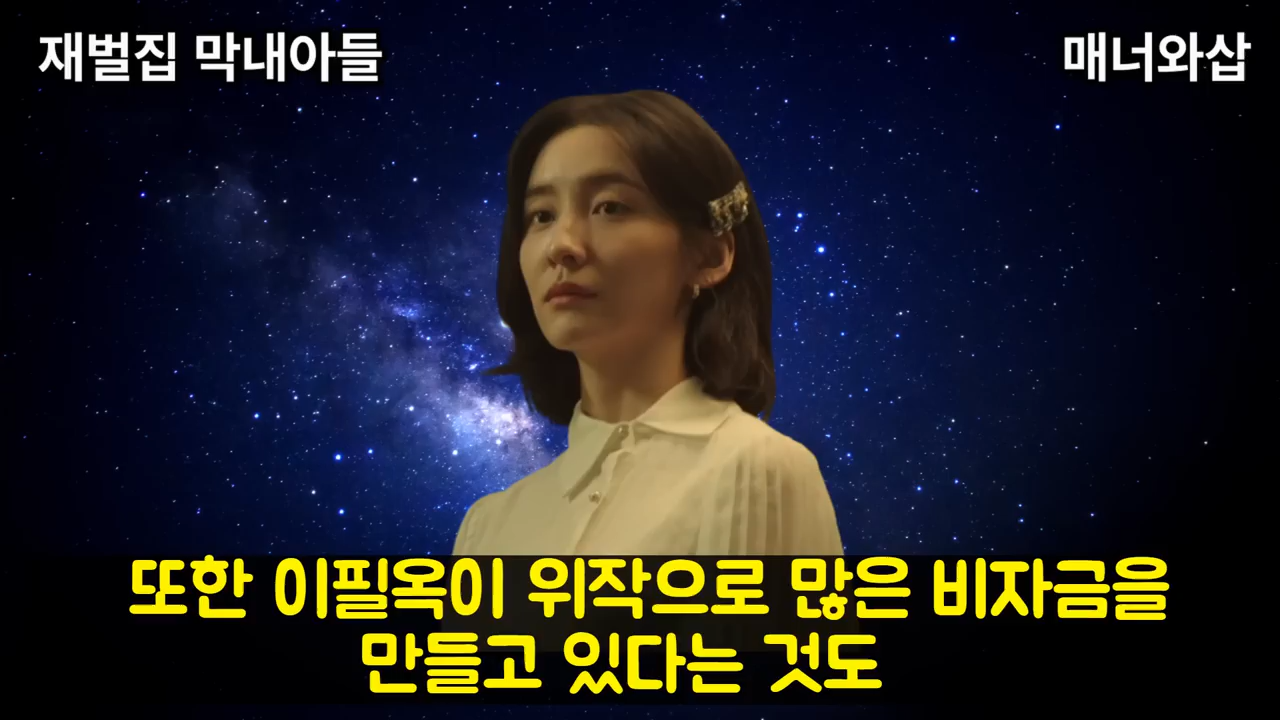 재벌집 막내아들
매너와삽
또한 이필옥이 위작으로 많은 비자금을
만들고 있다는 것도